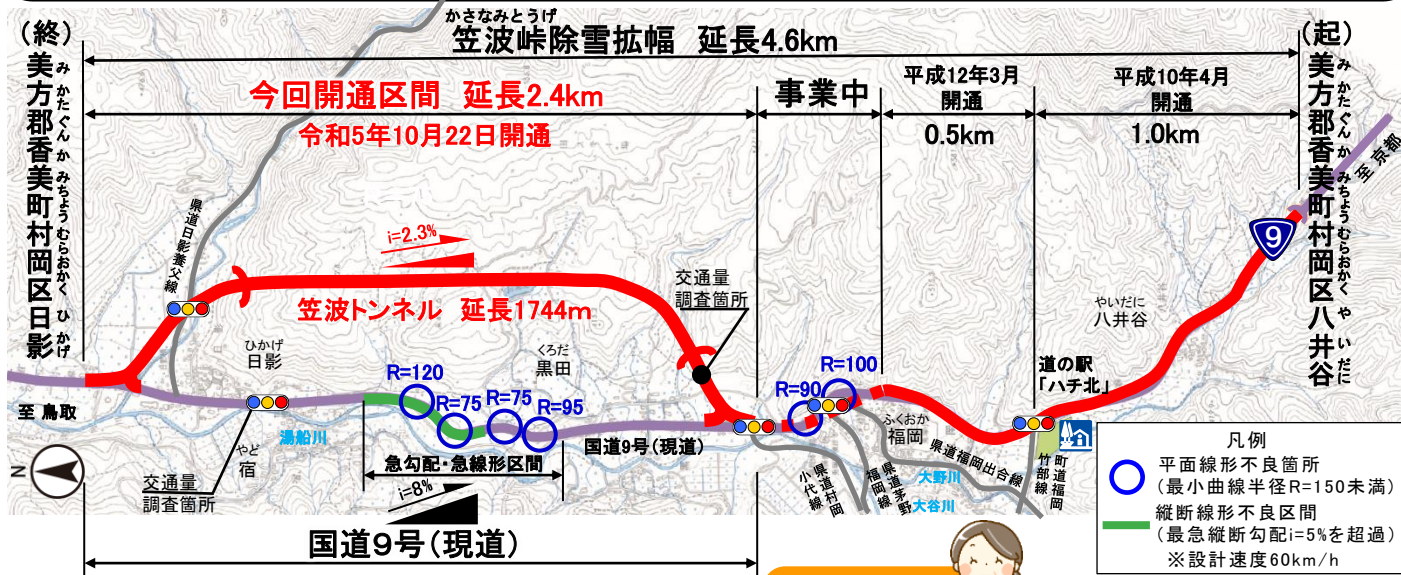 かさなみとうげ
笠波峠除雪拡幅 延長4.6km
(終)
美方郡香美町村岡区日影
みかたぐんかみちょうむらおかく ひかげ
(起)
美方郡香美町村岡区八井谷
みかたぐんかみちょうむらおかく やいだに
今回開通区間 延長2.4km
令和5年10月22日開通
事業中
平成12年3月
開通
0.5km
平成10年4月
開通
1.0km
至 京都
9
県道日影養父線
i=2.3%
笠波トンネル 延長1744m
交通量
調査箇所
やいだに
八井谷
ひかげ
日影
くろだ
黒田
R=120
R=75
R=75
R=95
R=90
R=100
道の駅
「ハチ北」
至 鳥取
湯船川
やど
宿
国道9号(現道)
ふくおか
福岡
県道福岡出合線
急勾配・急線形区間
i=8%
N
交通量
調査箇所
県道村岡
小代線
県道茅野
福岡線
大野川
大谷川
町道福岡
竹部線
国道9号(現道)
凡例
平面線形不良箇所
(最小曲線半径R=150未満)
縦断線形不良区間
(最急縦断勾配i=5%を超過)
※設計速度60km/h